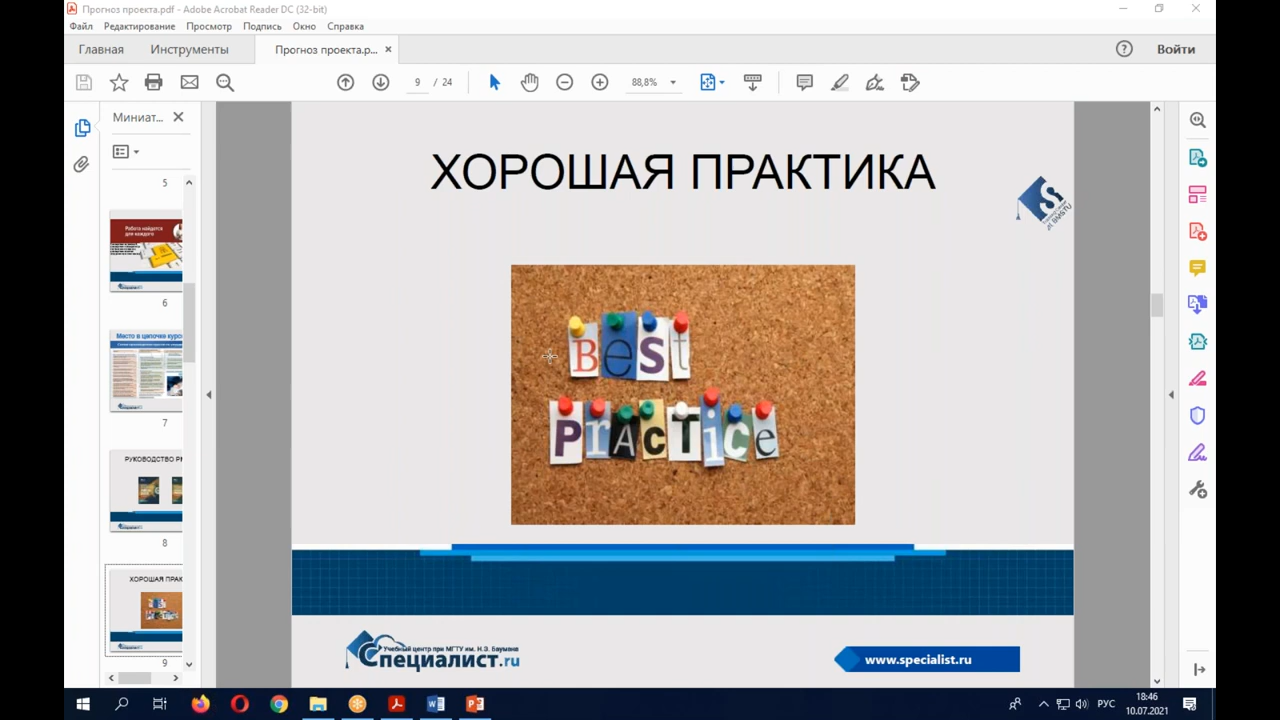 Прогноз проекта.pdf - Adobe Acrobat Reader DC (32-bit)
Файл Редактирование Просмотр Подпись Окно Справка
Главная Инструменты Прогноз проекта.р... Войти
9 / 24 88,8%
Миниат...
5
Работа найдется
для каждого
6
Место в цепочке курсо
7
РУКОВОДСТВО PM
8
ХОРОШАЯ ПРАК
9
ХОРОШАЯ ПРАКТИКА
BeSt
PrAcTice
Учебный центр при МГТУ им. Н.Э. Баумана
Специалист.ru
www.specialist.ru
РУС
18:46
10.07.2021